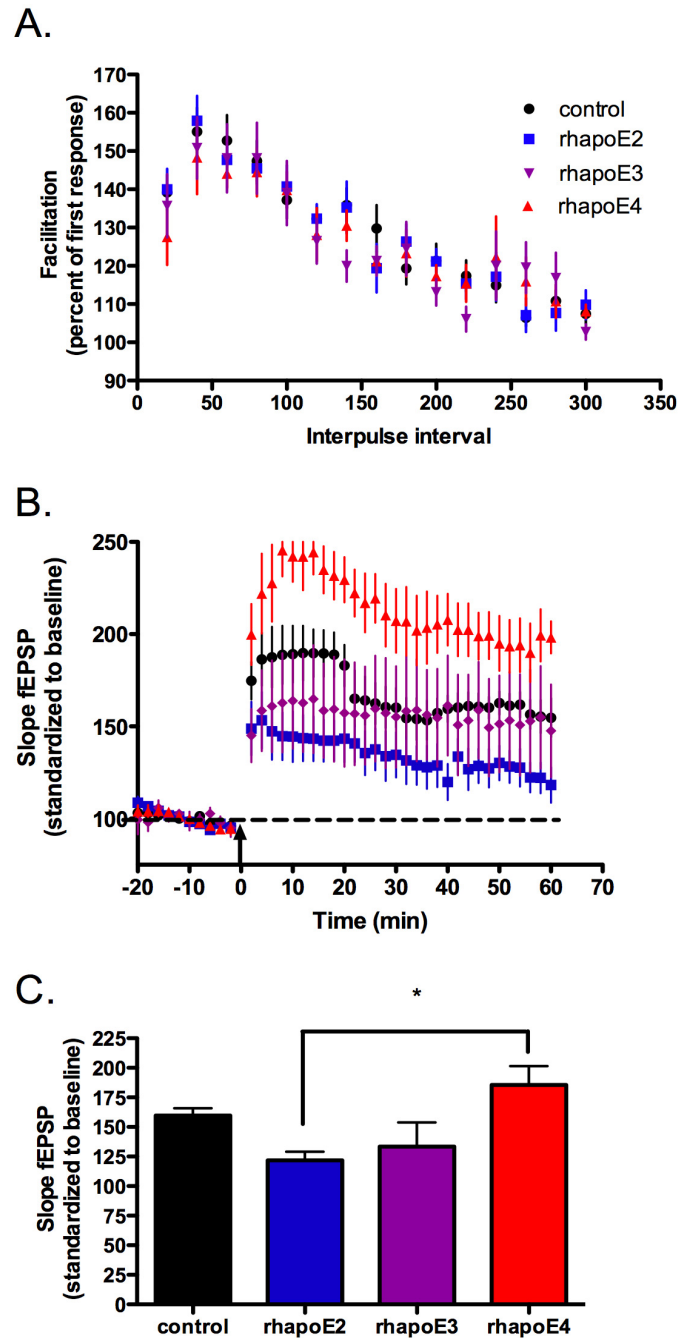 A.
Facilitation
(percent of first response)
170
160
150
140
130
120
110
100
90
control
rhapoE2
rhapoE3
rhapoE4
0 50 100 150 200 250 300 350
Interpulse interval
B.
Slope fEPSP
(standardized to baseline)
250
200
150
100
-20 -10 0 10 20 30 40 50 60 70
Time (min)
C.
*
Slope fEPSP
(standardized to baseline)
225
200
175
150
125
100
75
50
25
0
control rhapoE2 rhapoE3 rhapoE4